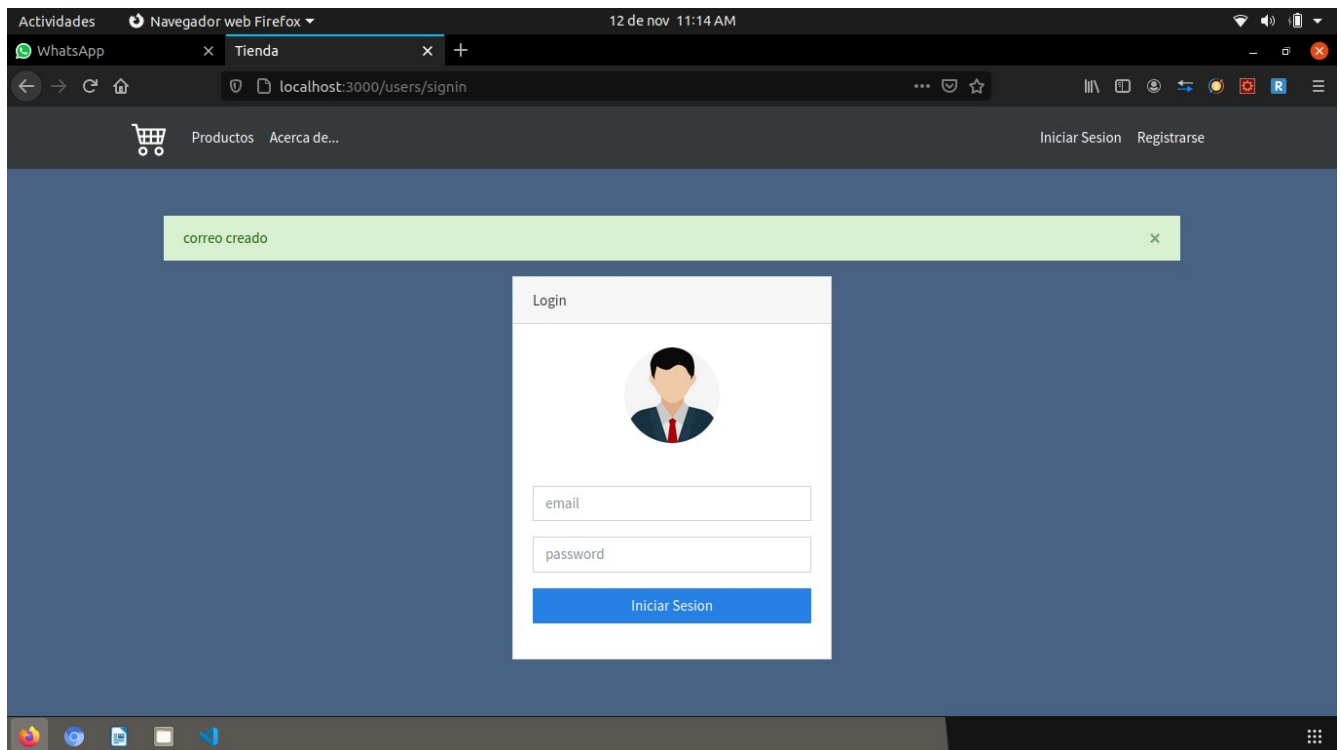 Actividades Navegador web Firefox 12 de nov 11:14 AM
WhatsApp Tienda
localhost:3000/users/signin
Productos Acerca de... Iniciar Sesion Registrarse
correo creado
Login
email
password
Iniciar Sesion